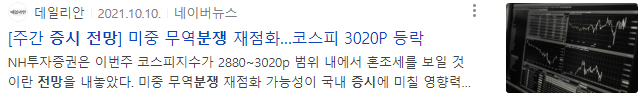 데일리안 2021.10.10. 네이버뉴스
[주간 증시 전망] 미중 무역분쟁 재점화...코스피 3020P 등락
NH투자증권은 이번주 코스피지수가 2880~3020p 범위 내에서 혼조세를 보일 것
이란 전망을 내놓았다. 미중 무역분쟁 재점화 가능성이 국내 증시에 미칠 영향력...